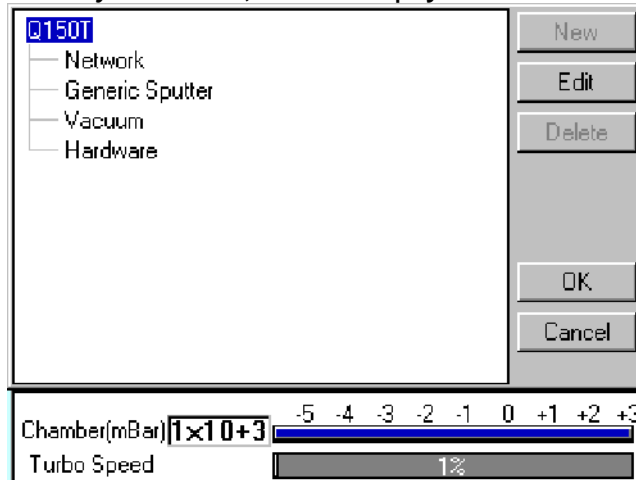 Q150T
Network
Generic Sputter
Vacuum
Hardware
New
Edit
Delete
OK
Cancel
-5 -4 -3 -2 -1 0 +1 +2 +3
Chamber(mBar) 1x10+3
Turbo Speed 1%